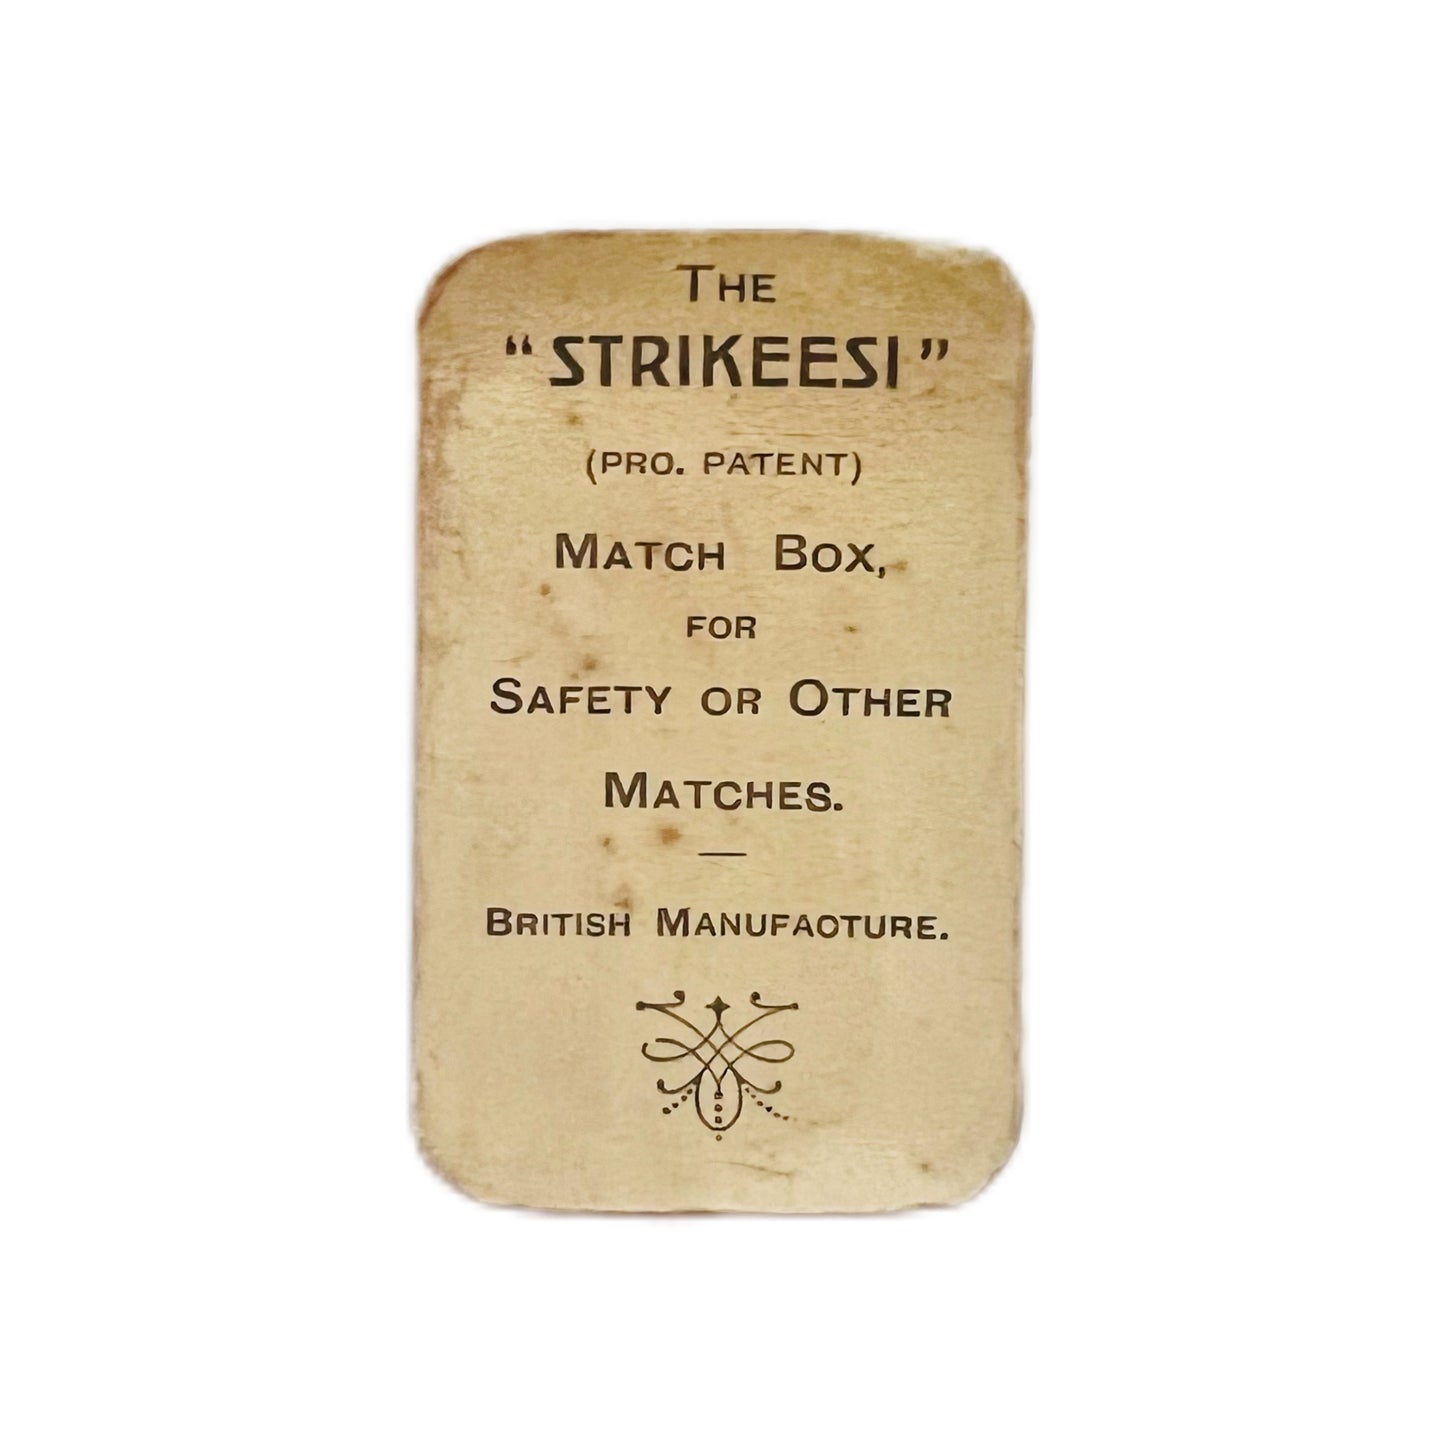 The
“STRIKEESI”
(PRO. PATENT)
Match Box,
FOR
Safety or Other
Matches.
—
British Manufacture.